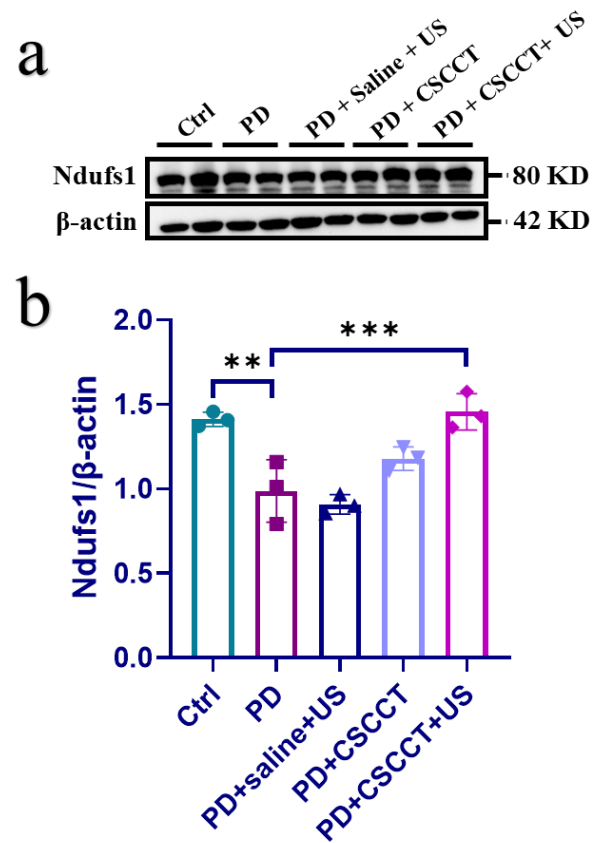 a
Ctrl
PD
PD + Saline + US
PD + CSCCT
PD + CSCCT+ US
Ndufs1
80 KD
β-actin
42 KD
b
Ndufs1/β-actin
2.0
1.5
1.0
0.5
0.0
**
***
Ctrl
PD
PD+saline+US
PD+CSCCT
PD+CSCCT+US